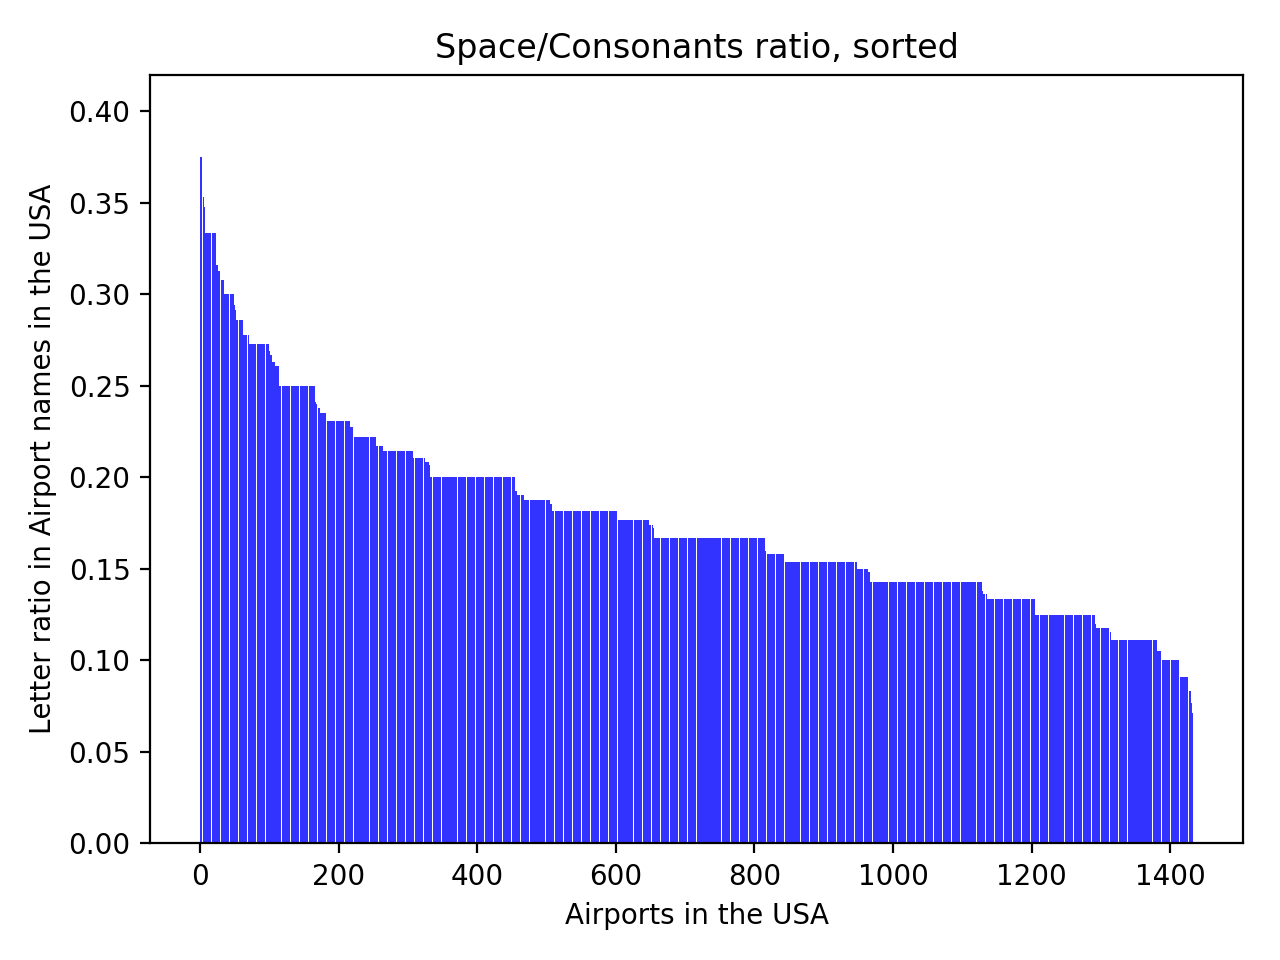 Space/Consonants ratio, sorted
Letter ratio in Airport names in the USA
0.40
0.35
0.30
0.25
0.20
0.15
0.10
0.05
0.00
0 200 400 600 800 1000 1200 1400
Airports in the USA